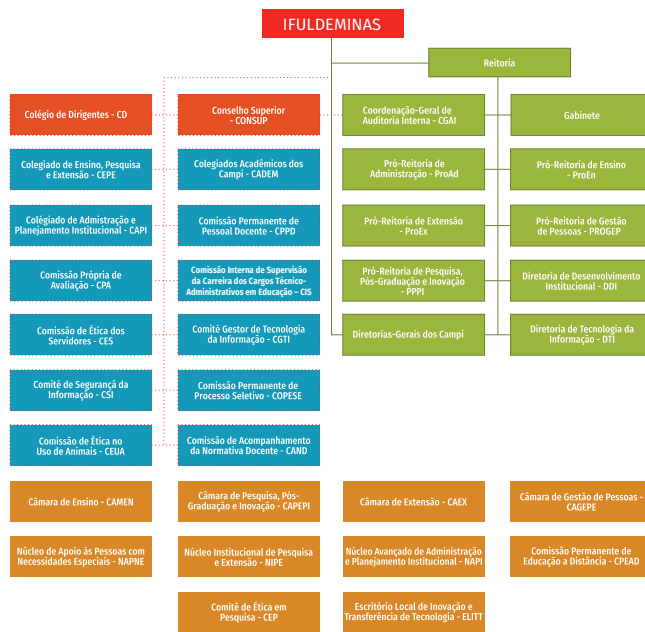 IFULDEMINAS
Reitoria
Colégio de Dirigentes - CD
Conselho Superior
- CONSUP
Coordenação-Geral de
Auditoria Interna - CGAI
Gabinete
Colegiado de Ensino, Pesquisa
e Extensão - CEPE
Colegiados Acadêmicos dos
Campi - CADEM
Pró-Reitoria de
Administração - ProAd
Pró-Reitoria de Ensino
- ProEn
Colégiado de Admistração e
Planejamento Institucional - CAPI
Comissão Permanente de
Pessoal Docente - CPPD
Pró-Reitoria de Extensão
- ProEx
Pró-Reitoria de Gestão
de Pessoas - PROGEP
Comissão Própria de
Avaliação - CPA
Comissão Interna de Supervisão
da Carreira dos Cargos Técnico-
Administrativos em Educação – CIS
Pró-Reitoria de Pesquisa,
Pós-Graduação e Inovação -
PPPI
Diretoria de Desenvolvimento
Institucional - DDI
Comissão de Ética dos
Servidores - CES
Comitê Gestor de Tecnologia
da Informação - CGTI
Diretorias-Gerais dos Campi
Diretoria de Tecnologia da
Informação - DTI
Comitê de Segurançã da
Informação - CSI
Comissão Permanente de
Processo Seletivo - COPESE
Comissão de Ética no
Uso de Animais - CEUA
Comissão de Acompanhamento
da Normativa Docente - CAND
Câmara de Ensino - CAMEN
Câmara de Pesquisa, Pós-
Graduação e Inovação - CAPEPI
Câmara de Extensão - CAEX
Câmara de Gestão de Pessoas -
CAGEPE
Núcleo de Apoio às Pessoas com
Necessidades Especiais - NAPNE
Núcleo Institucional de Pesquisa
e Extensão - NIPE
Núcleo Avançado de Administração
e Planejamento Institucional - NAPI
Comissão Permanente de
Educação a Distância - CPEAD
Comitê de Ética em
Pesquisa - CEP
Escritório Local de Inovação e
Transferência de Tecnologia - ELITT